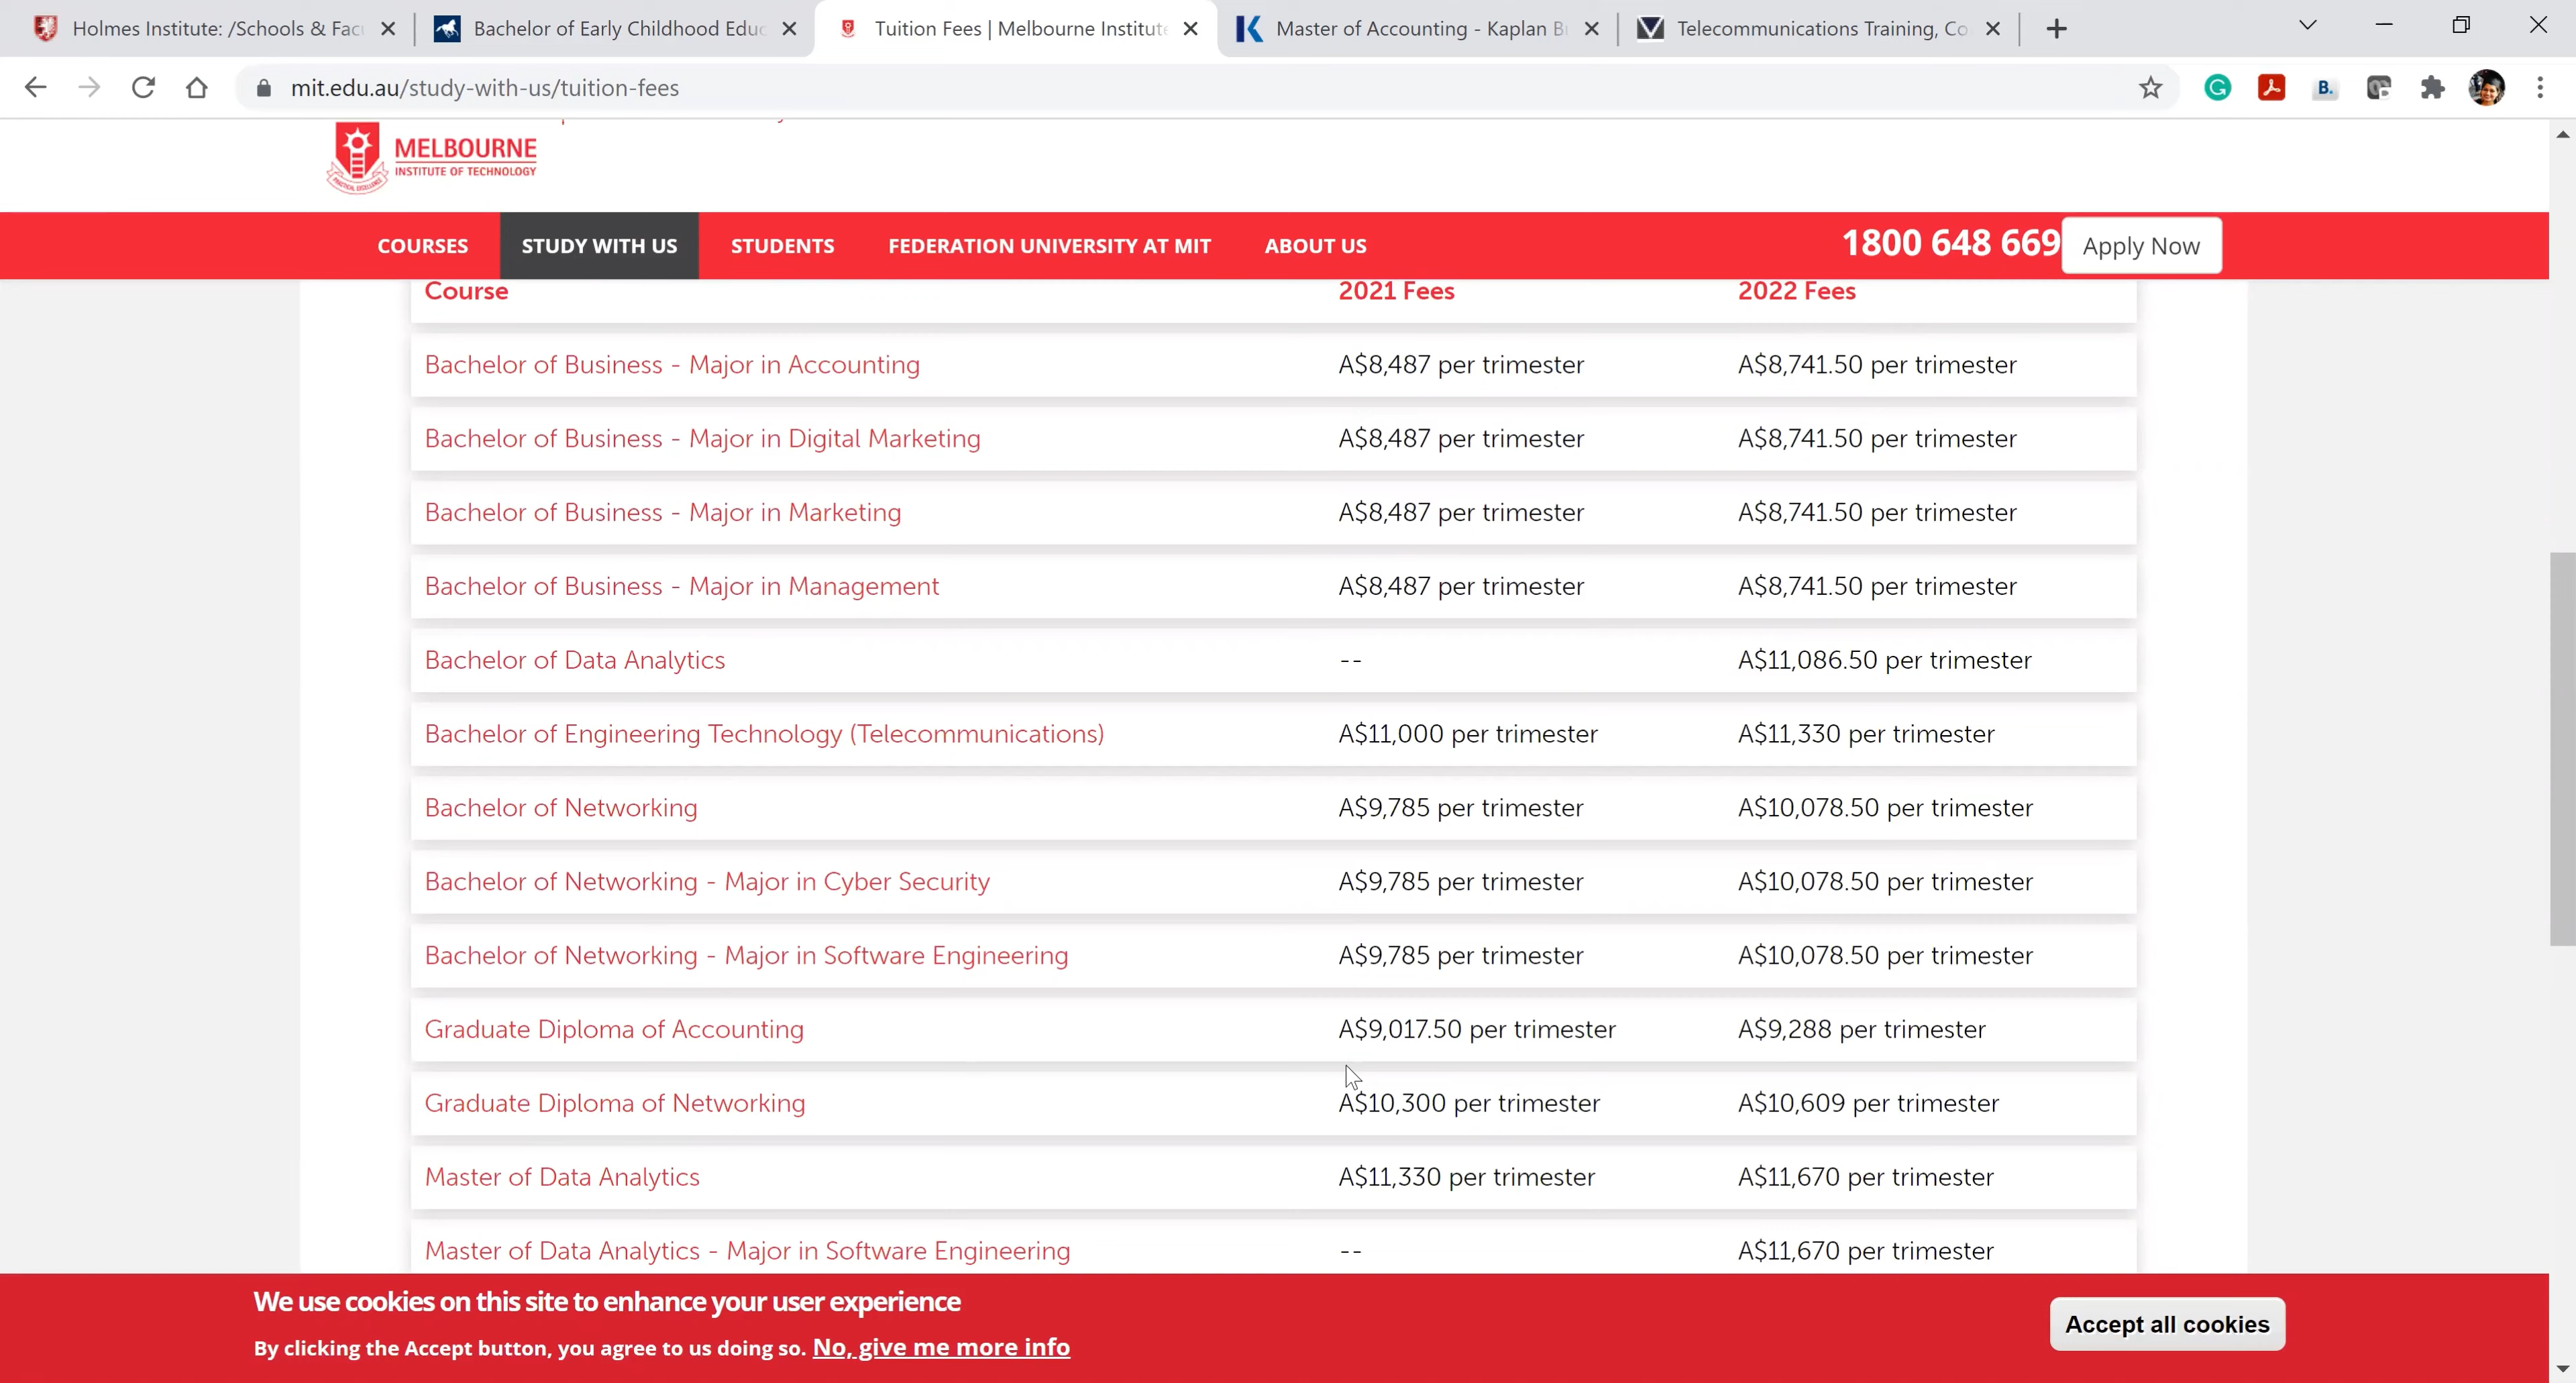 Holmes Institute: /Schools & Fac
Bachelor of Early Childhood Educ
Tuition Fees | Melbourne Institut
Master of Accounting - Kaplan B
Telecommunications Training, Co
mit.edu.au/study-with-us/tuition-fees
MELBOURNE
INSTITUTE OF TECHNOLOGY
COURSES STUDY WITH US STUDENTS FEDERATION UNIVERSITY AT MIT ABOUT US 1800 648 669 Apply Now
Course 2021 Fees 2022 Fees
Bachelor of Business - Major in Accounting A$8,487 per trimester A$8,741.50 per trimester
Bachelor of Business - Major in Digital Marketing A$8,487 per trimester A$8,741.50 per trimester
Bachelor of Business - Major in Marketing A$8,487 per trimester A$8,741.50 per trimester
Bachelor of Business - Major in Management A$8,487 per trimester A$8,741.50 per trimester
Bachelor of Data Analytics -- A$11,086.50 per trimester
Bachelor of Engineering Technology (Telecommunications) A$11,000 per trimester A$11,330 per trimester
Bachelor of Networking A$9,785 per trimester A$10,078.50 per trimester
Bachelor of Networking - Major in Cyber Security A$9,785 per trimester A$10,078.50 per trimester
Bachelor of Networking - Major in Software Engineering A$9,785 per trimester A$10,078.50 per trimester
Graduate Diploma of Accounting A$9,017.50 per trimester A$9,288 per trimester
Graduate Diploma of Networking A$10,300 per trimester A$10,609 per trimester
Master of Data Analytics A$11,330 per trimester A$11,670 per trimester
Master of Data Analytics - Major in Software Engineering -- A$11,670 per trimester
We use cookies on this site to enhance your user experience
By clicking the Accept button, you agree to us doing so. No, give me more info
Accept all cookies